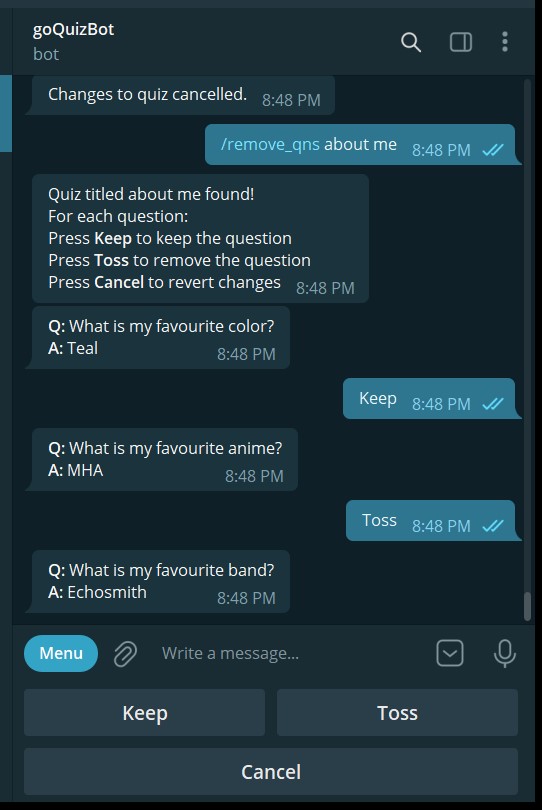 goQuizBot
bot
Changes to quiz cancelled. 8:48 PM
/remove_qns about me 8:48 PM
Quiz titled about me found!
For each question:
Press Keep to keep the question
Press Toss to remove the question
Press Cancel to revert changes 8:48 PM
Q: What is my favourite color?
A: Teal 8:48 PM
Keep 8:48 PM
Q: What is my favourite anime?
A: MHA 8:48 PM
Toss 8:48 PM
Q: What is my favourite band?
A: Echosmith 8:48 PM
Menu Write a message...
Keep Toss
Cancel